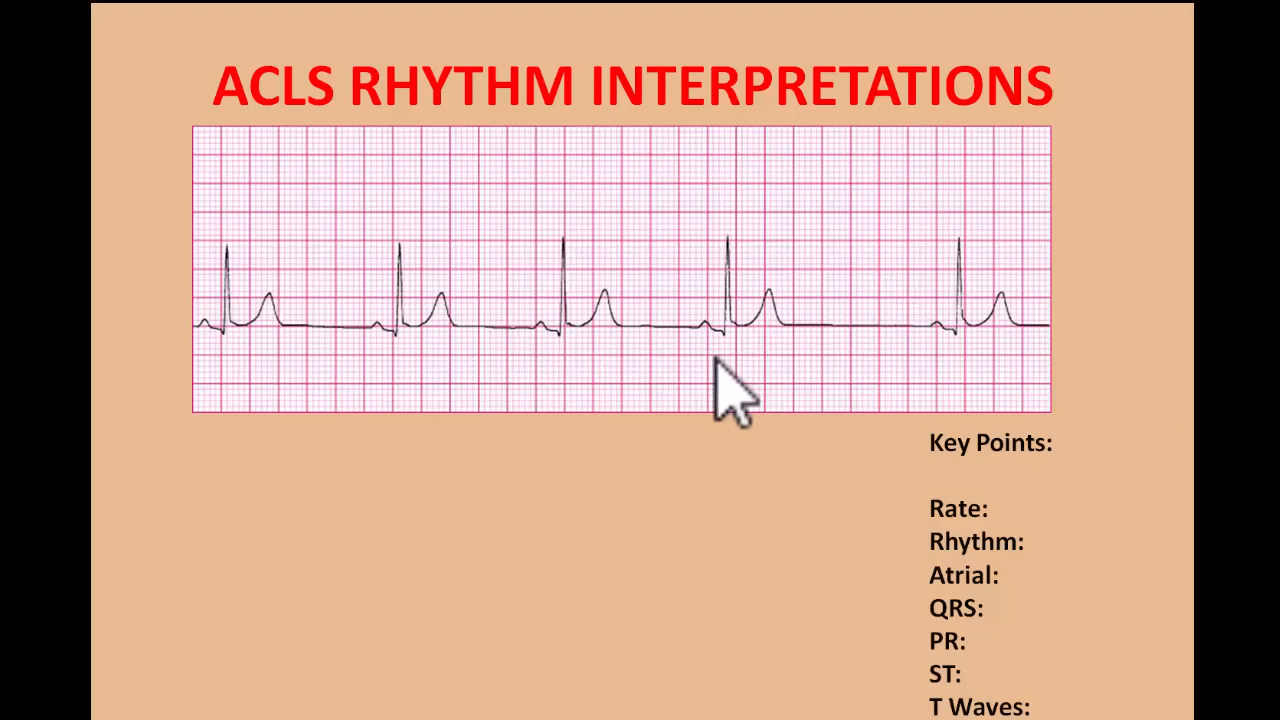 ACLS RHYTHM INTERPRETATIONS
Key Points:
Rate:
Rhythm:
Atrial:
QRS:
PR:
ST:
T Waves: